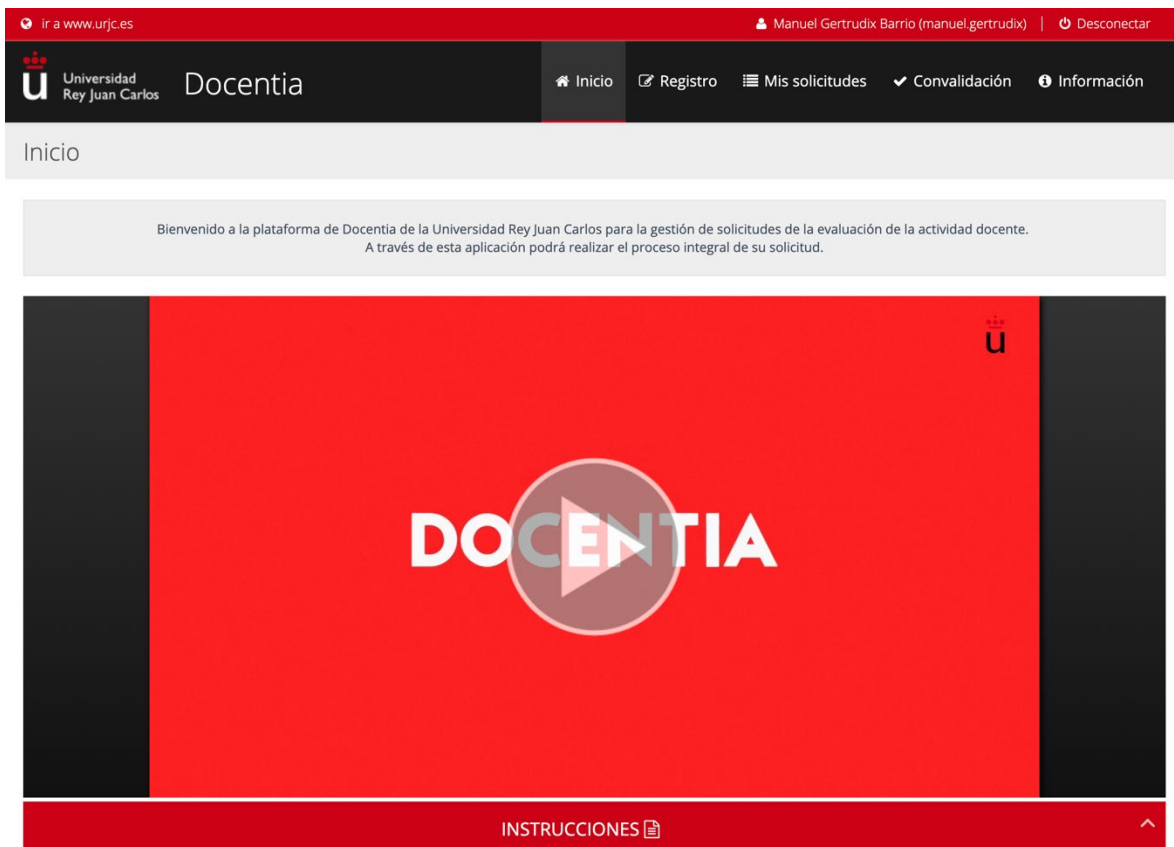 ir a www.urjc.es
Manuel Gertrudix Barrio (manuel.gertrudix) | Desconectar
ü Universidad
Rey Juan Carlos
Docentia
Inicio
Registro
Mis solicitudes
Convalidación
Información
Inicio
Bienvenido a la plataforma de Docentia de la Universidad Rey Juan Carlos para la gestión de solicitudes de la evaluación de la actividad docente.
A través de esta aplicación podrá realizar el proceso integral de su solicitud.
ü
DOCENTIA
INSTRUCCIONES